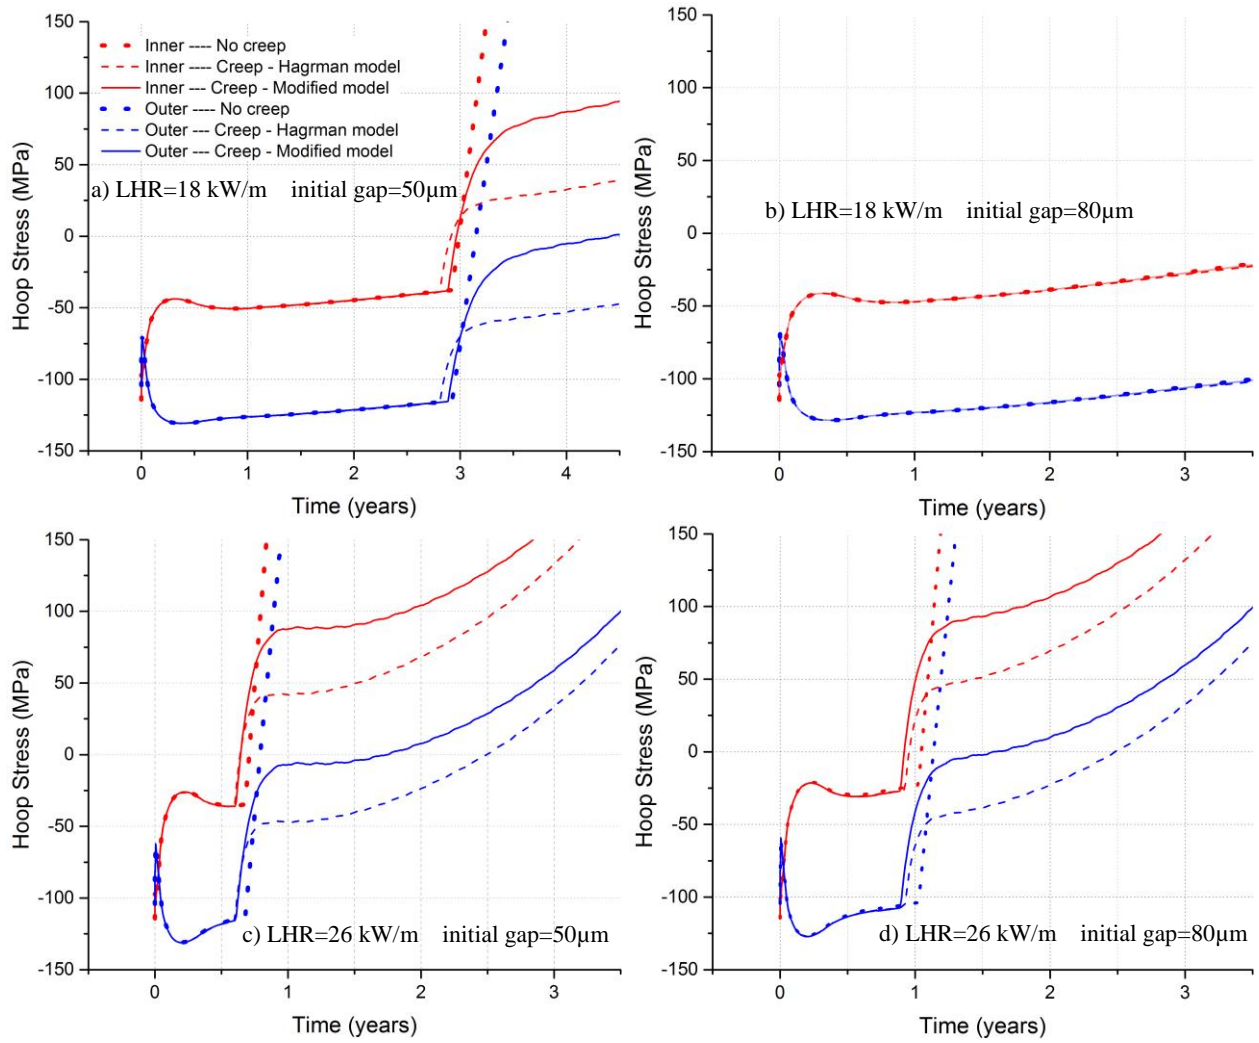 150
100
50
0
-50
-100
-150
Hoop Stress (MPa)
Inner ---- No creep
Inner ---- Creep - Hagrman model
Inner ---- Creep - Modified model
Outer ---- No creep
Outer --- Creep - Hagrman model
Outer --- Creep - Modified model
a) LHR=18 kW/m initial gap=50µm
0 1 2 3 4
Time (years)
150
100
50
0
-50
-100
-150
Hoop Stress (MPa)
b) LHR=18 kW/m initial gap=80µm
0 1 2 3
Time (years)
150
100
50
0
-50
-100
-150
Hoop Stress (MPa)
c) LHR=26 kW/m initial gap=50µm
0 1 2 3
Time (years)
150
100
50
0
-50
-100
-150
Hoop Stress (MPa)
d) LHR=26 kW/m initial gap=80µm
0 1 2 3
Time (years)